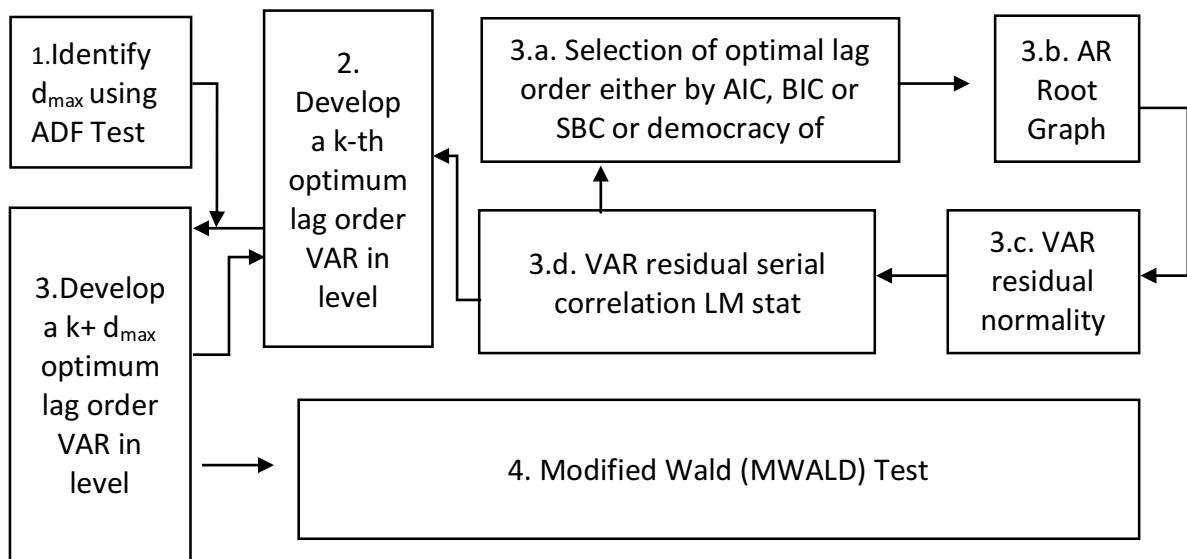 1.Identify
dmax using
ADF Test
2.
Develop
a k-th
optimum
lag order
VAR in
level
3.a. Selection of optimal lag
order either by AIC, BIC or
SBC or democracy of
3.b. AR
Root
Graph
3.Develop
a k+ dmax
optimum
lag order
VAR in
level
3.d. VAR residual serial
correlation LM stat
3.c. VAR
residual
normality
4. Modified Wald (MWALD) Test